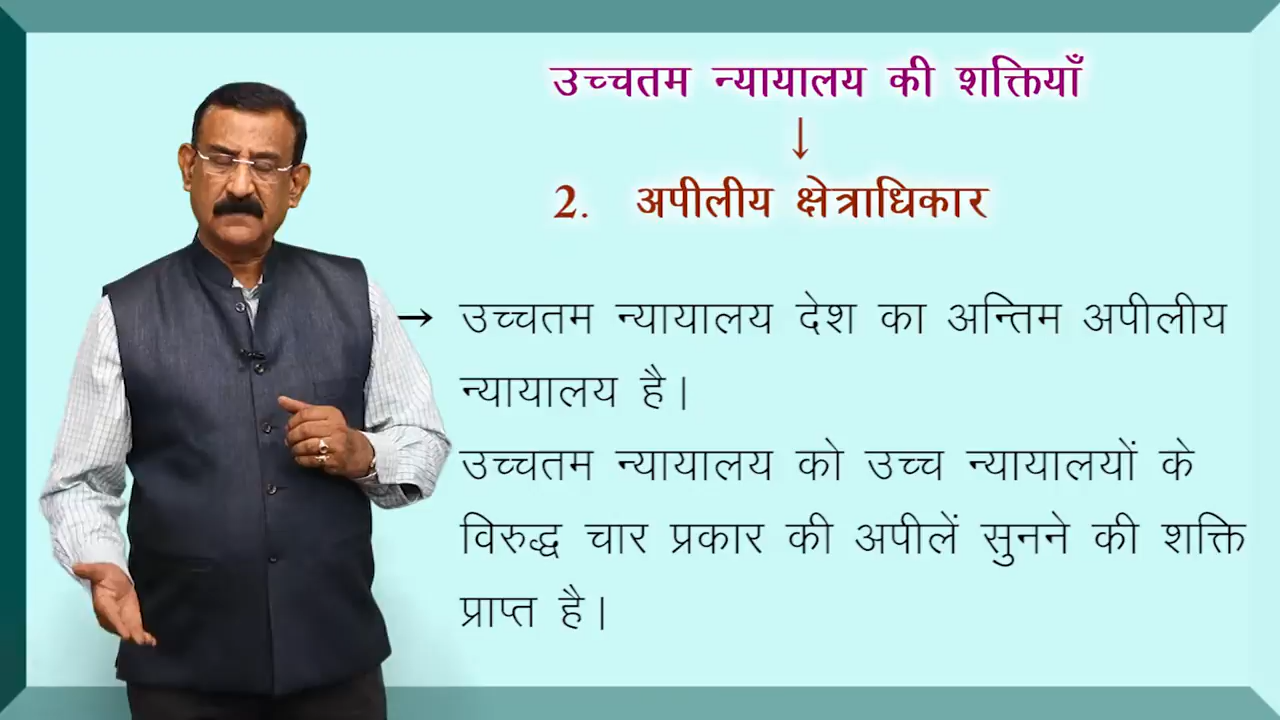 उच्चतम न्यायालय की शक्तियाँ
↓
2. अपीलीय क्षेत्राधिकार
→ उच्चतम न्यायालय देश का अन्तिम अपीलीय
न्यायालय है।
उच्चतम न्यायालय को उच्च न्यायालयों के
विरुद्ध चार प्रकार की अपीलें सुनने की शक्ति
प्राप्त है।